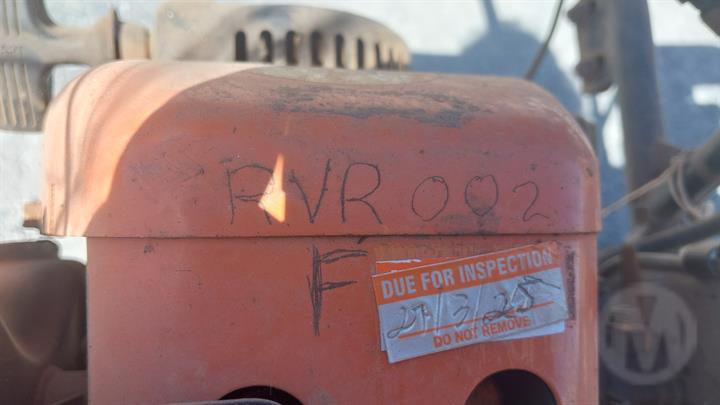 RVR 002
F
DUE FOR INSPECTION
27/3/25
DO NOT REMOVE